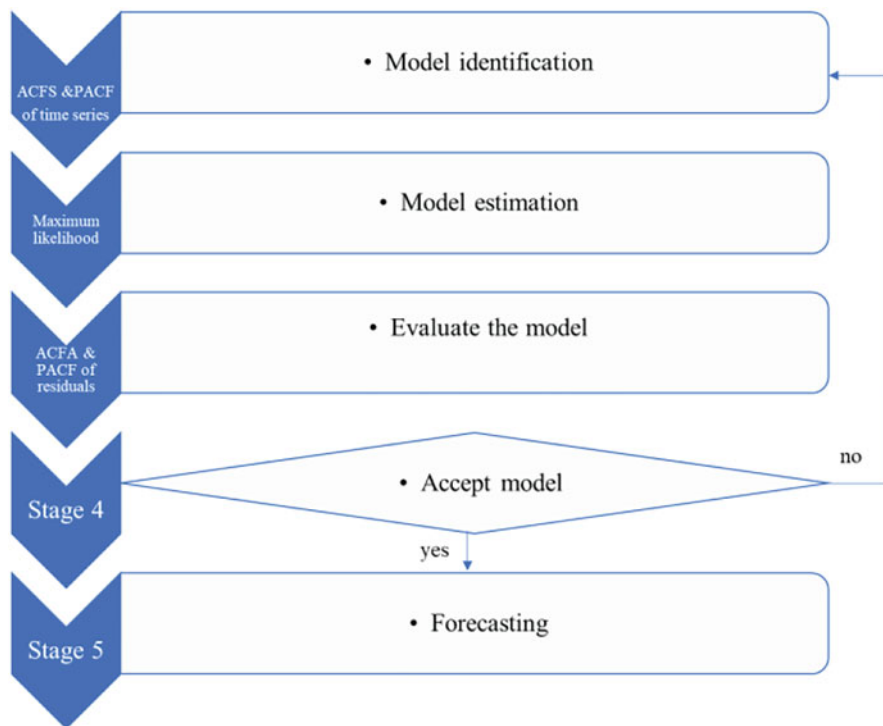 ACFS &PACF
of time series
• Model identification
Maximum
likelihood
• Model estimation
ACFA &
PACF of
residuals
• Evaluate the model
Stage 4
• Accept model
no
yes
Stage 5
• Forecasting